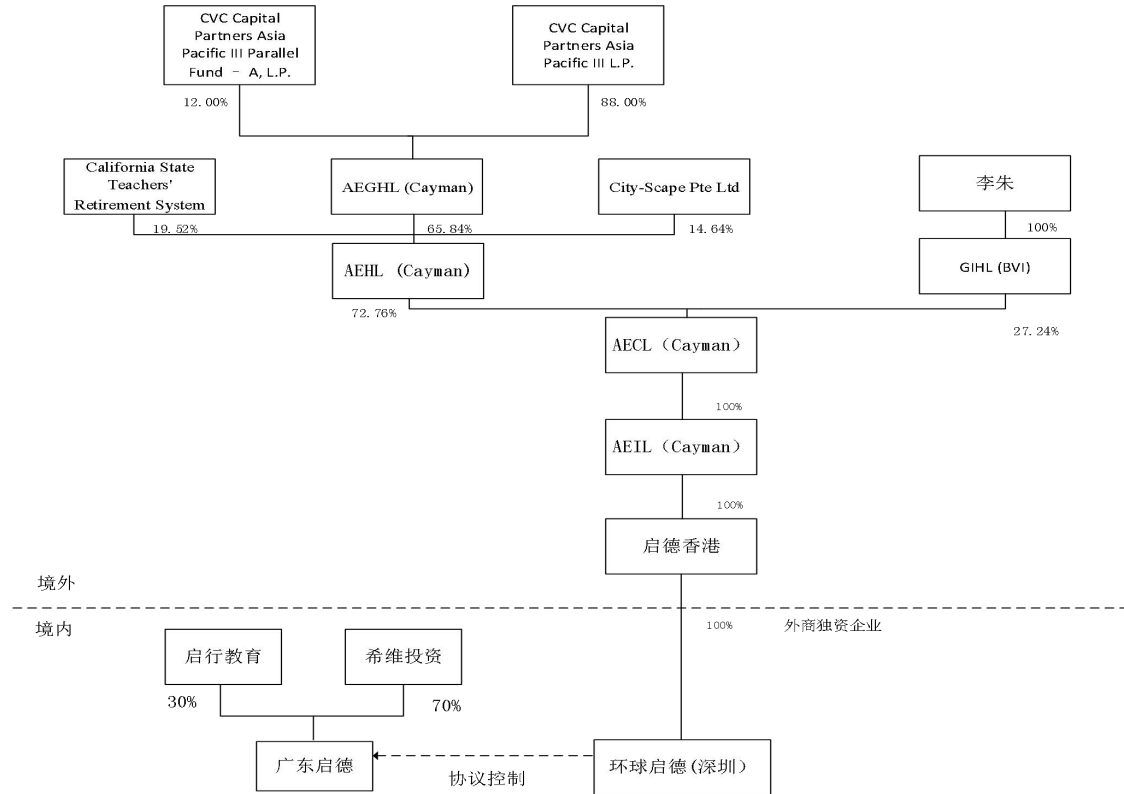 CVC Capital
Partners Asia
Pacific III Parallel
Fund – A, L.P.
CVC Capital
Partners Asia
Pacific III L.P.
12.00%
88.00%
California State
Teachers'
Retirement System
AEGHL (Cayman)
City-Scape Pte Ltd
李朱
19.52%
65.84%
14.64%
100%
AEHL (Cayman)
GIHL (BVI)
72.76%
27.24%
AECL（Cayman）
100%
AEIL（Cayman）
100%
启德香港
境外
境内
100%
外商独资企业
启行教育
希维投资
30%
70%
广东启德
协议控制
环球启德(深圳）